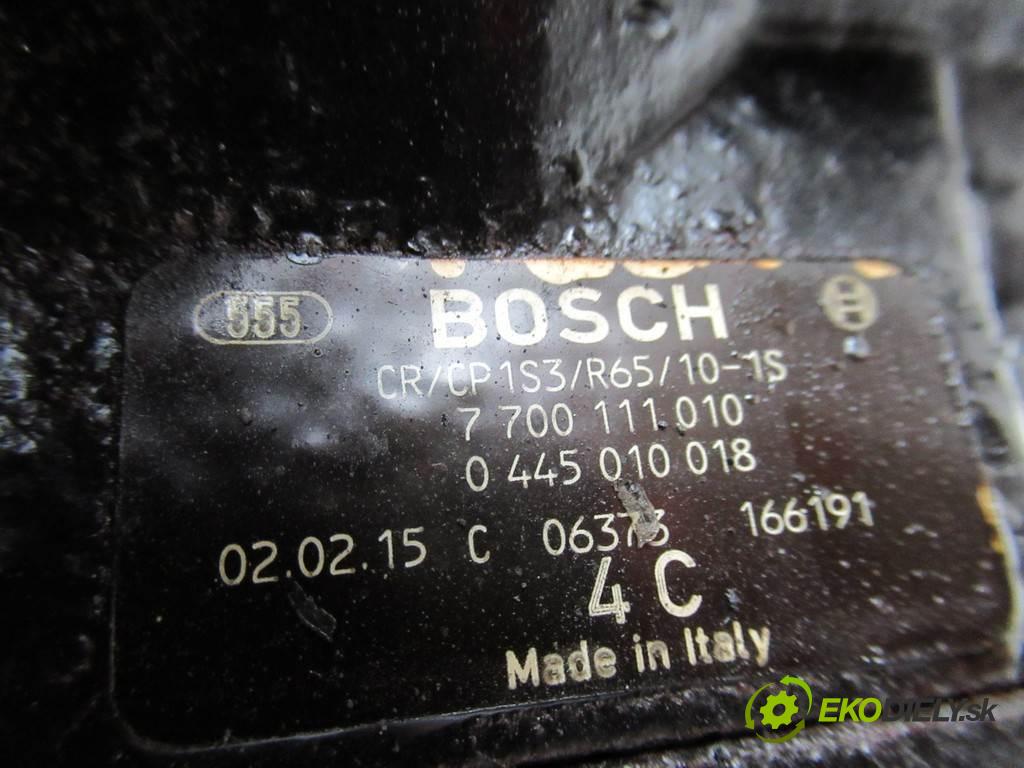 555 BOSCH
CR/CP1S3/R65/10-1S
7 700 111 010
0 445 010 018
02.02.15 C 06373 166191
4 C
Made in Italy
EKODIELY.sk